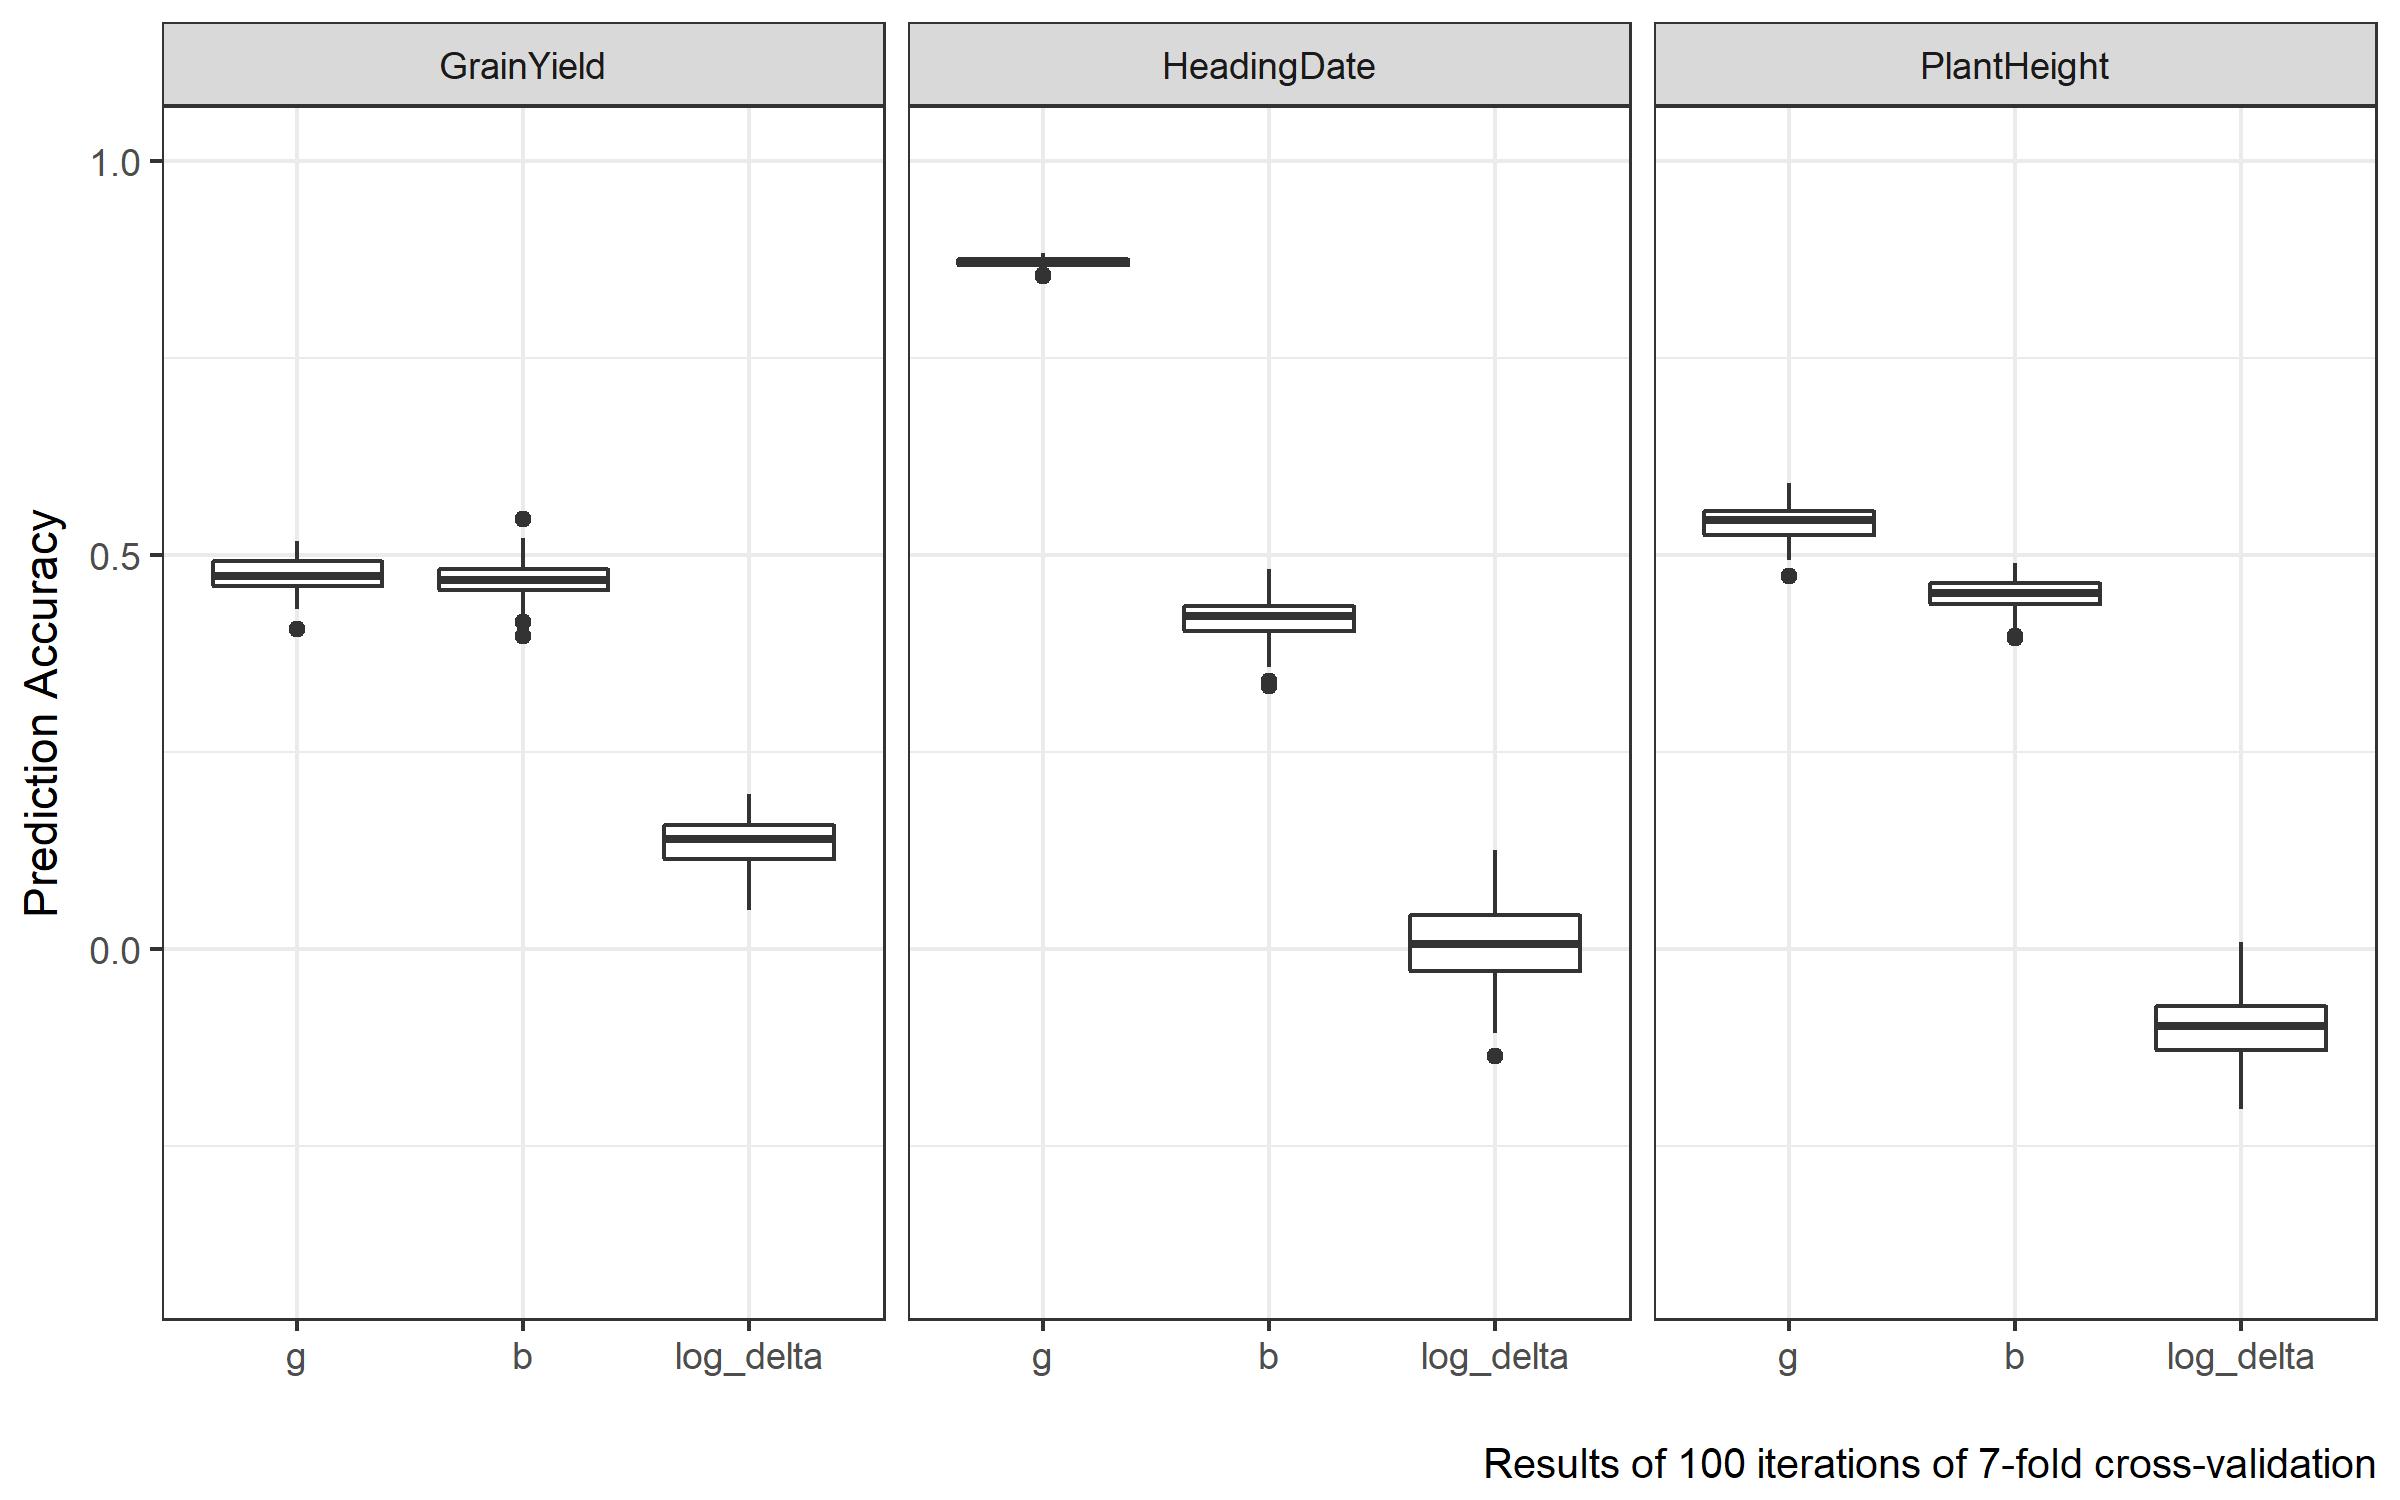 GrainYield HeadingDate PlantHeight
Prediction Accuracy
1.0
0.5
0.0
g b log_delta g b log_delta g b log_delta
Results of 100 iterations of 7-fold cross-validation